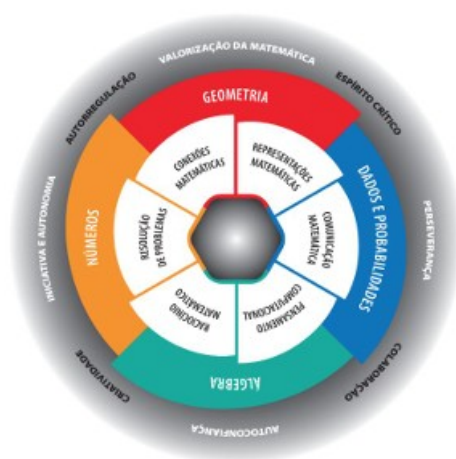 VALORIZAÇÃO DA MATEMÁTICA
ESPÍRITO CRÍTICO
PERSEVERANÇA
COLABORAÇÃO
AUTOCONFIANÇA
CRIATIVIDADE
INICIATIVA E AUTONOMIA
AUTORREGULAÇÃO
GEOMETRIA
DADOS E PROBABILIDADES
ÁLGEBRA
NÚMEROS
CONEXÕES
MATEMÁTICAS
REPRESENTAÇÕES
MATEMÁTICAS
COMUNICAÇÃO
MATEMÁTICA
PENSAMENTO
COMPUTACIONAL
RACIOCÍNIO
MATEMÁTICO
RESOLUÇÃO
DE PROBLEMAS